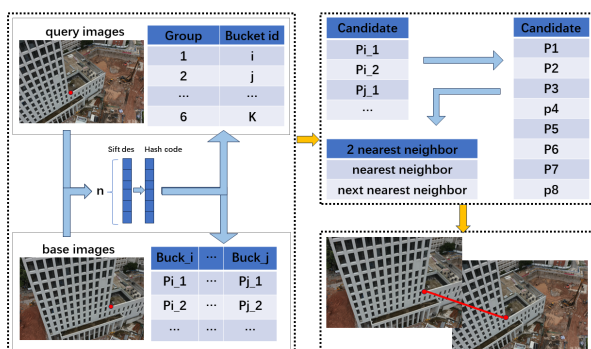 query images
Group Bucket id
1 i
2 j
... ...
6 K
Sift des Hash code
n
base images
Buck_i ... Buck_j
Pi_1 Pj_1
Pi_2 ... Pj_2
... ... ...
Candidate
Pi_1
Pi_2
Pj_1
...
Candidate
P1
P2
P3
p4
P5
P6
P7
p8
2 nearest neighbor
nearest neighbor
next nearest neighbor